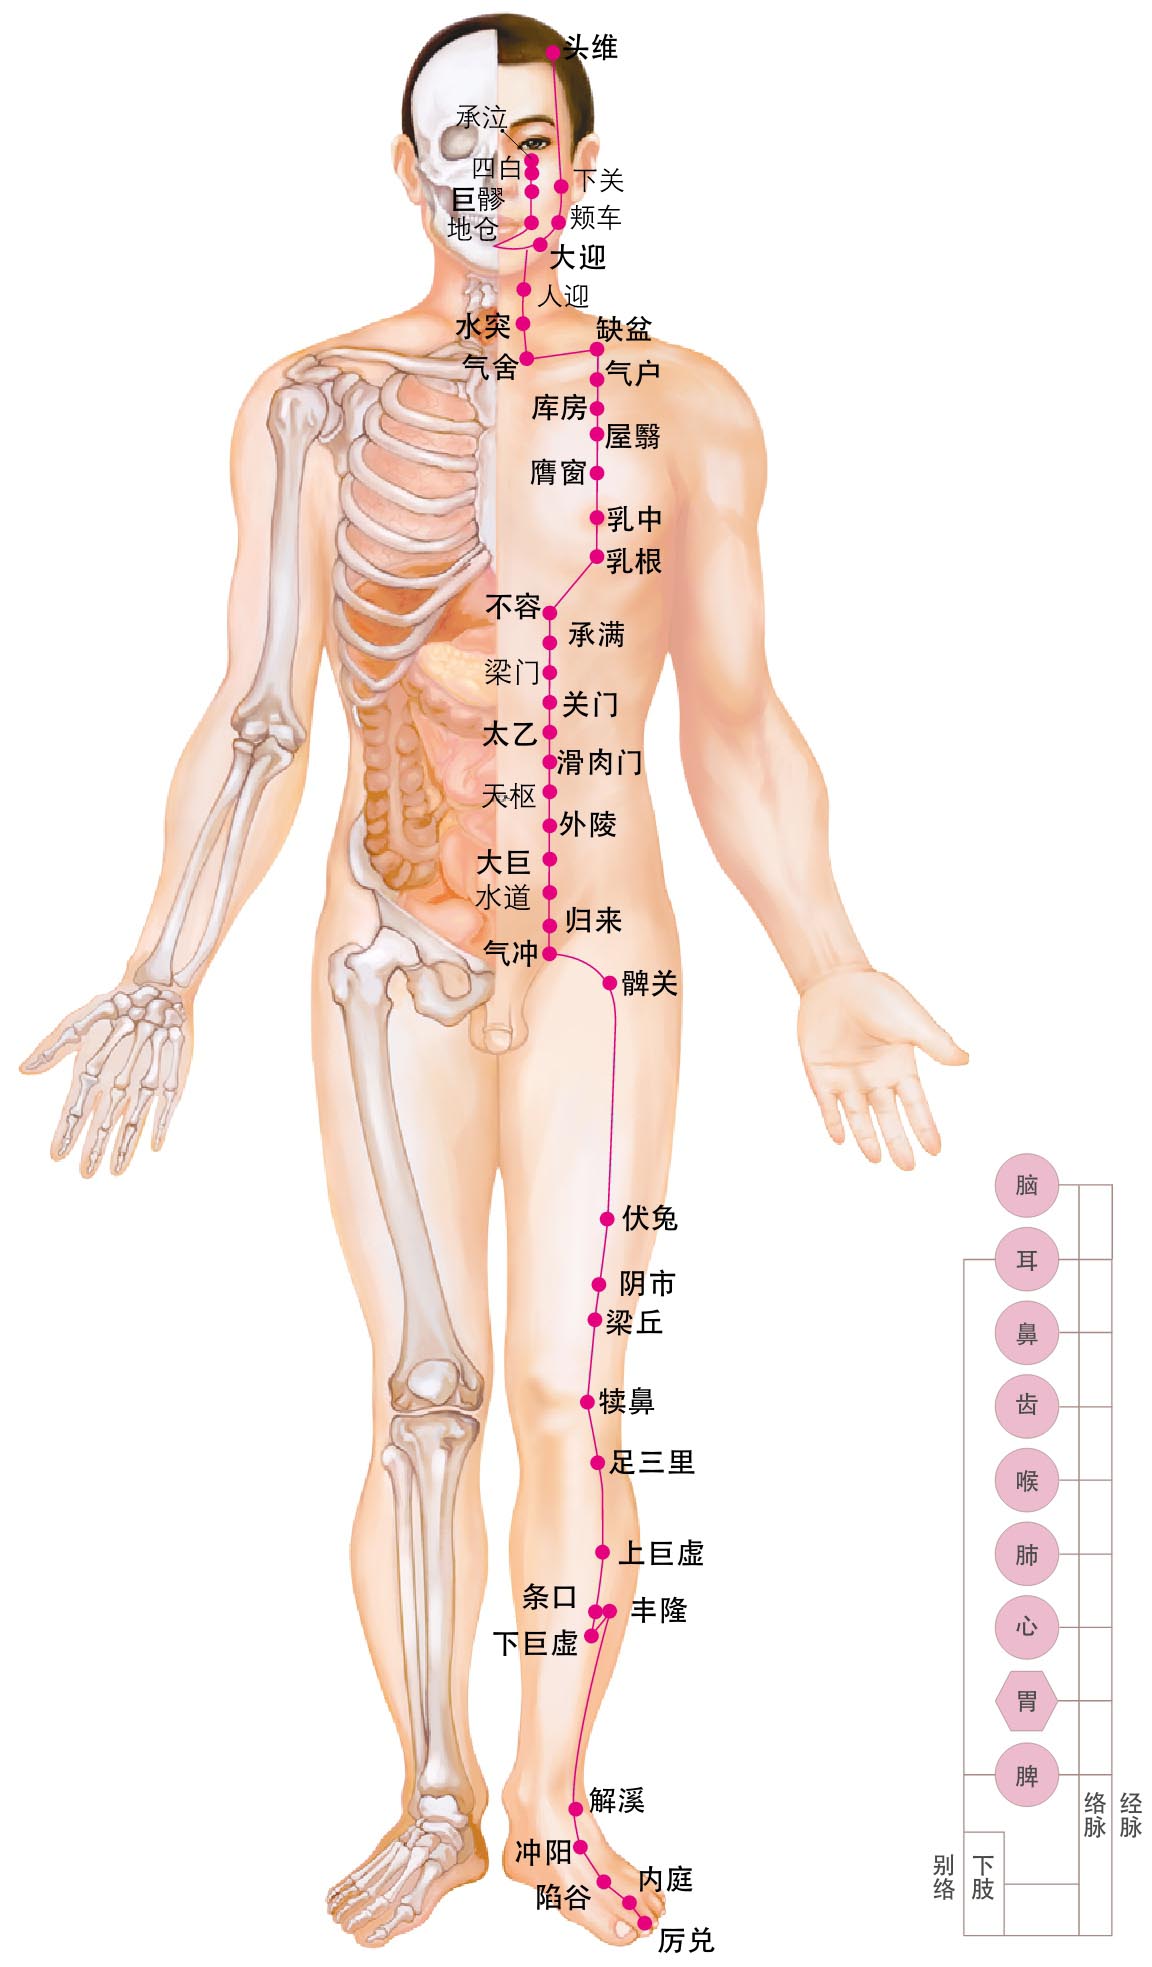 头维
承泣
四白
下关
巨髎
颊车
地仓
大迎
人迎
水突
缺盆
气舍
气户
库房
屋翳
膺窗
乳中
乳根
不容
承满
梁门
关门
太乙
滑肉门
天枢
外陵
大巨
水道
归来
气冲
髀关
伏兔
阴市
梁丘
犊鼻
足三里
上巨虚
条口
丰隆
下巨虚
解溪
冲阳
内庭
陷谷
厉兑
脑
耳
鼻
齿
喉
肺
心
胃
脾
络脉
经脉
别络
下肢